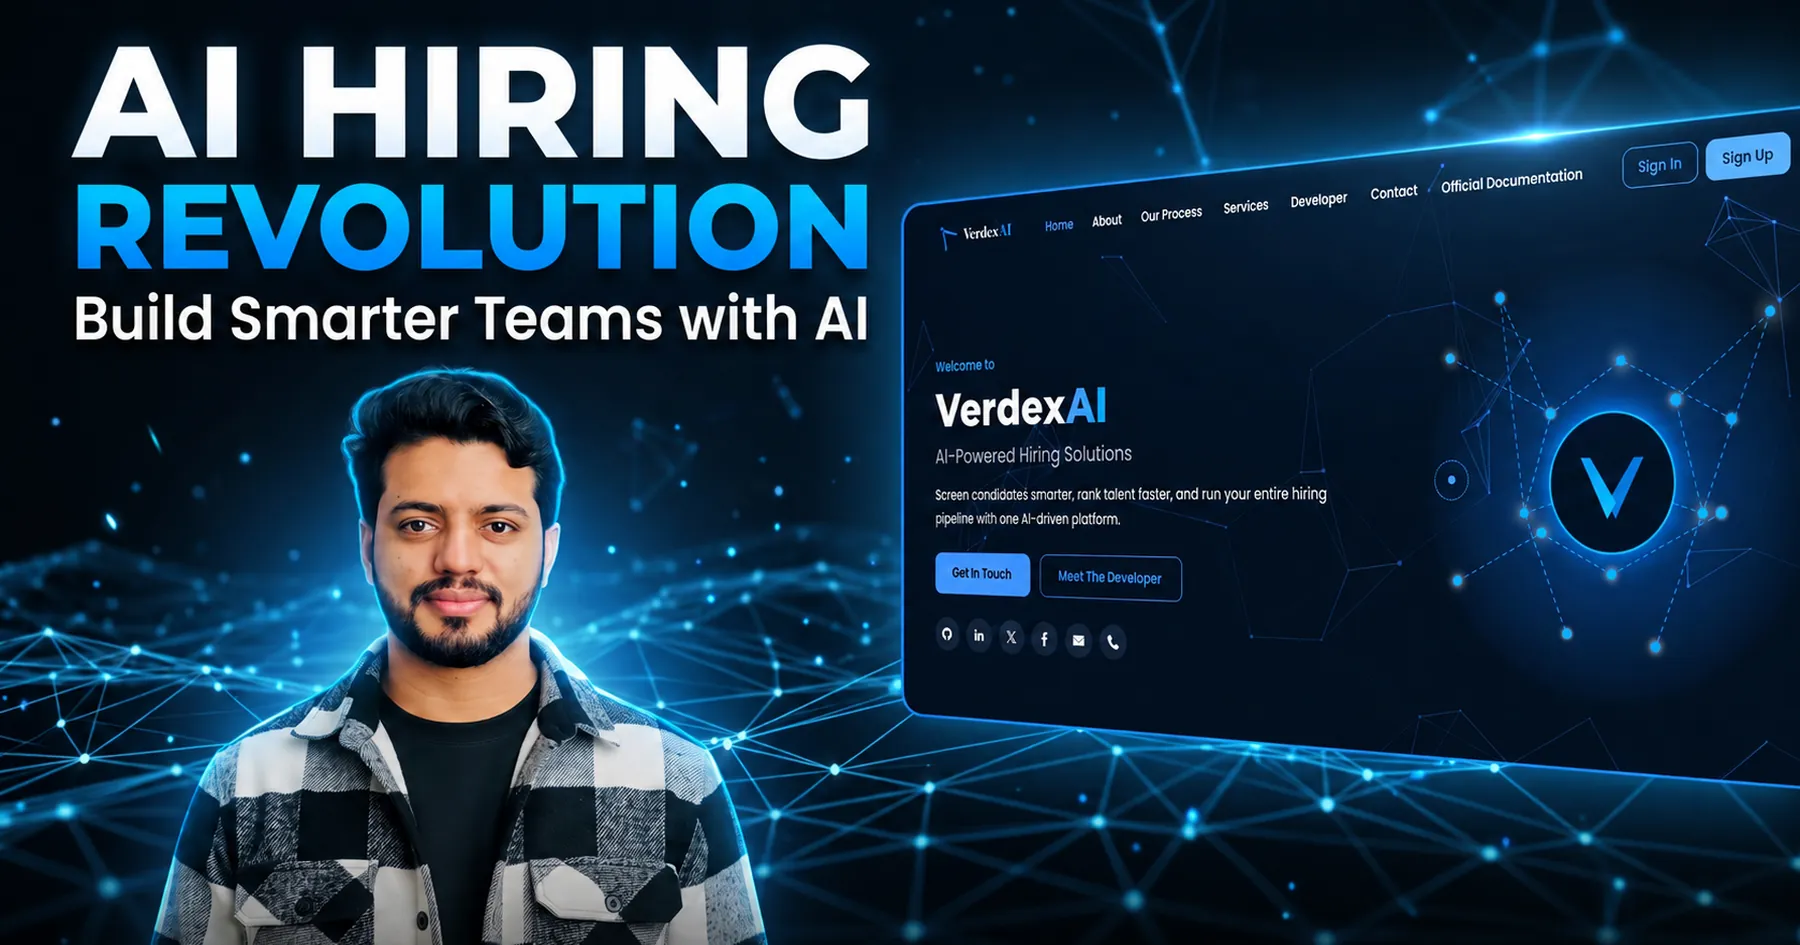 AI HIRING
REVOLUTION
Build Smarter Teams with AI
VerdexAI
Home
About
Our Process
Services
Developer
Contact
Official Documentation
Sign In
Sign Up
Welcome to
VerdexAI
AI-Powered Hiring Solutions
Screen candidates smarter, rank talent faster, and run your entire hiring
pipeline with one AI-driven platform.
Get In Touch
Meet The Developer
in
X
f
V